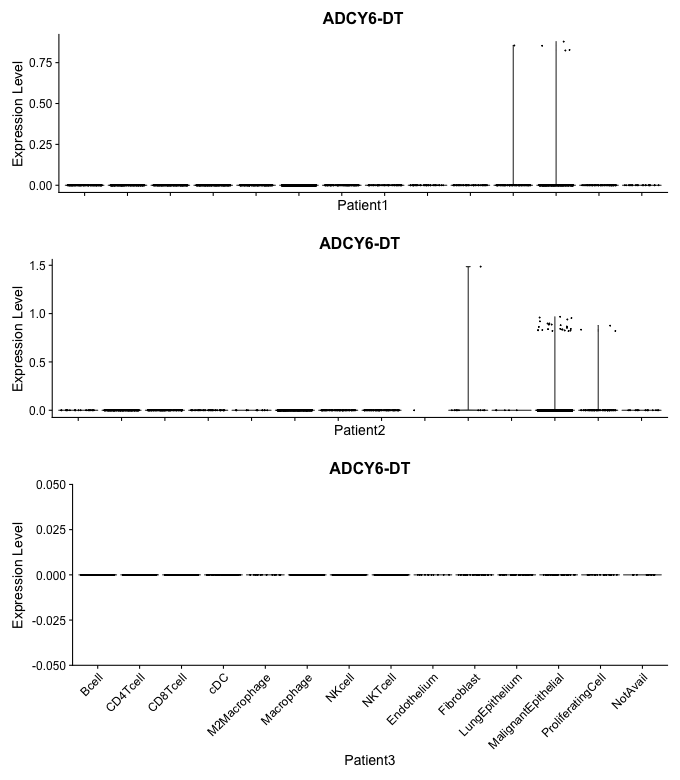 ADCY6-DT
Expression Level
0.75
0.50
0.25
0.00
Patient1
ADCY6-DT
Expression Level
1.5
1.0
0.5
0.0
Patient2
ADCY6-DT
Expression Level
0.050
0.025
0.000
-0.025
-0.050
Bcell
CD4Tcell
CD8Tcell
cDC
M2Macrophage
Macrophage
NKcell
NKTcell
Endothelium
Fibroblast
LungEpithelium
MalignantEpithelial
ProliferatingCell
NotAvail
Patient3